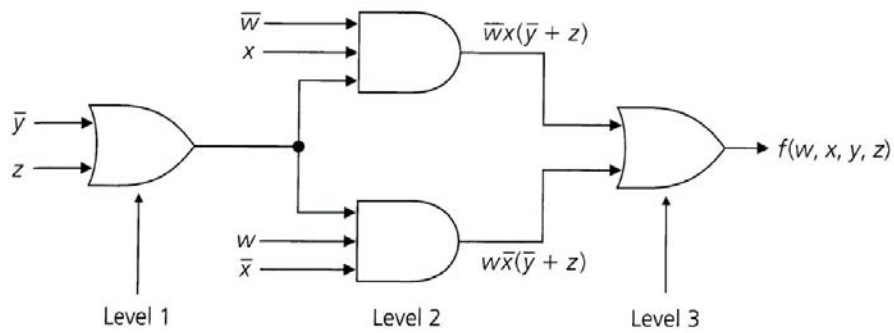 w̅
x
w̅x(y̅ + z)
y̅
z
f(w, x, y, z)
w
x̅
wx̅(y̅ + z)
Level 1
Level 2
Level 3